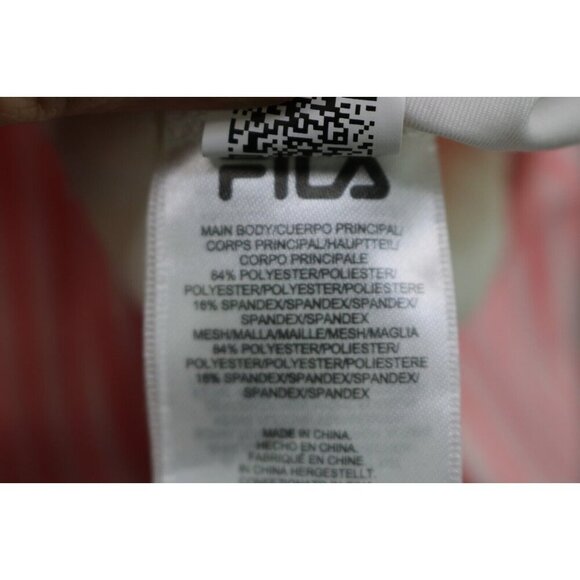 FILA
MAIN BODY/CUERPO PRINCIPAL/
CORPS PRINCIPAL/HAUPTTEIL/
CORPO PRINCIPALE
84% POLYESTER/POLIESTER/
POLYESTER/POLYESTER/POLIESTERE
16% SPANDEX/SPANDEX/SPANDEX/
SPANDEX/SPANDEX
MESH/MALLA/MAILLE/MESH/MAGLIA
84% POLYESTER/POLIESTER/
POLYESTER/POLYESTER/POLIESTERE
16% SPANDEX/SPANDEX/SPANDEX/
SPANDEX/SPANDEX
MADE IN CHINA.
HECHO EN CHINA.
FABRIQUÉ EN CHINE
IN CHINA HERGESTELLT.